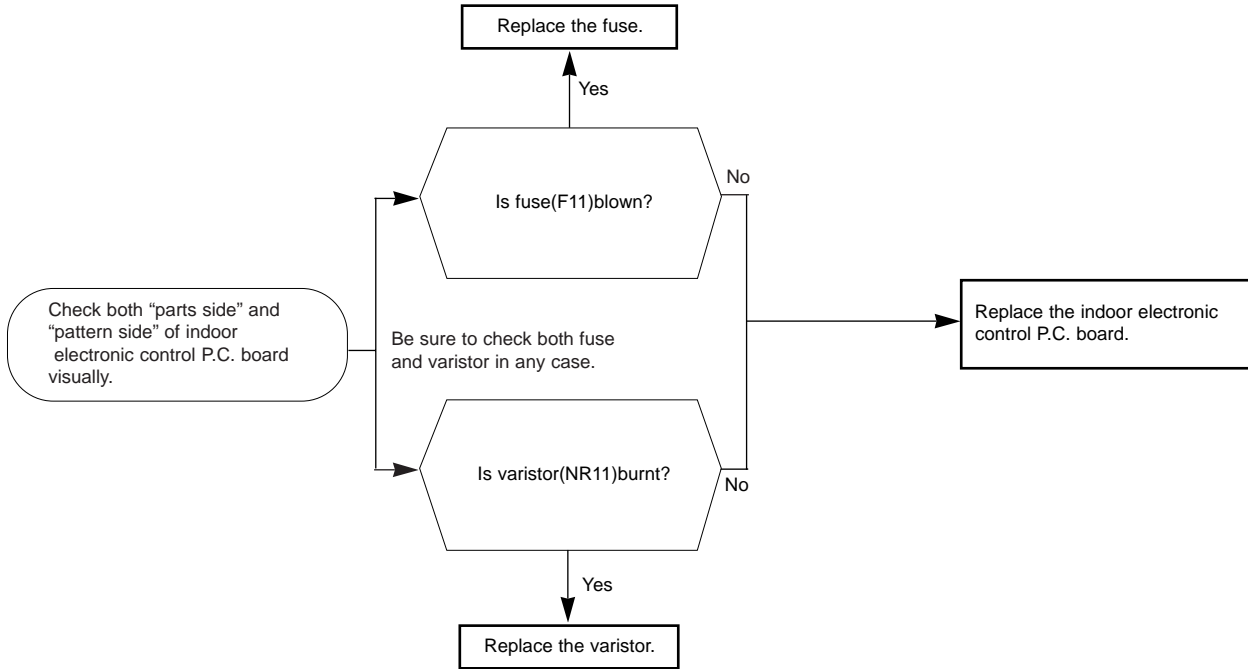 Replace the fuse.
Yes
Is fuse(F11)blown?
No
Check both “parts side” and
“pattern side” of indoor
electronic control P.C. board
visually.
Be sure to check both fuse
and varistor in any case.
Replace the indoor electronic
control P.C. board.
Is varistor(NR11)burnt?
No
Yes
Replace the varistor.